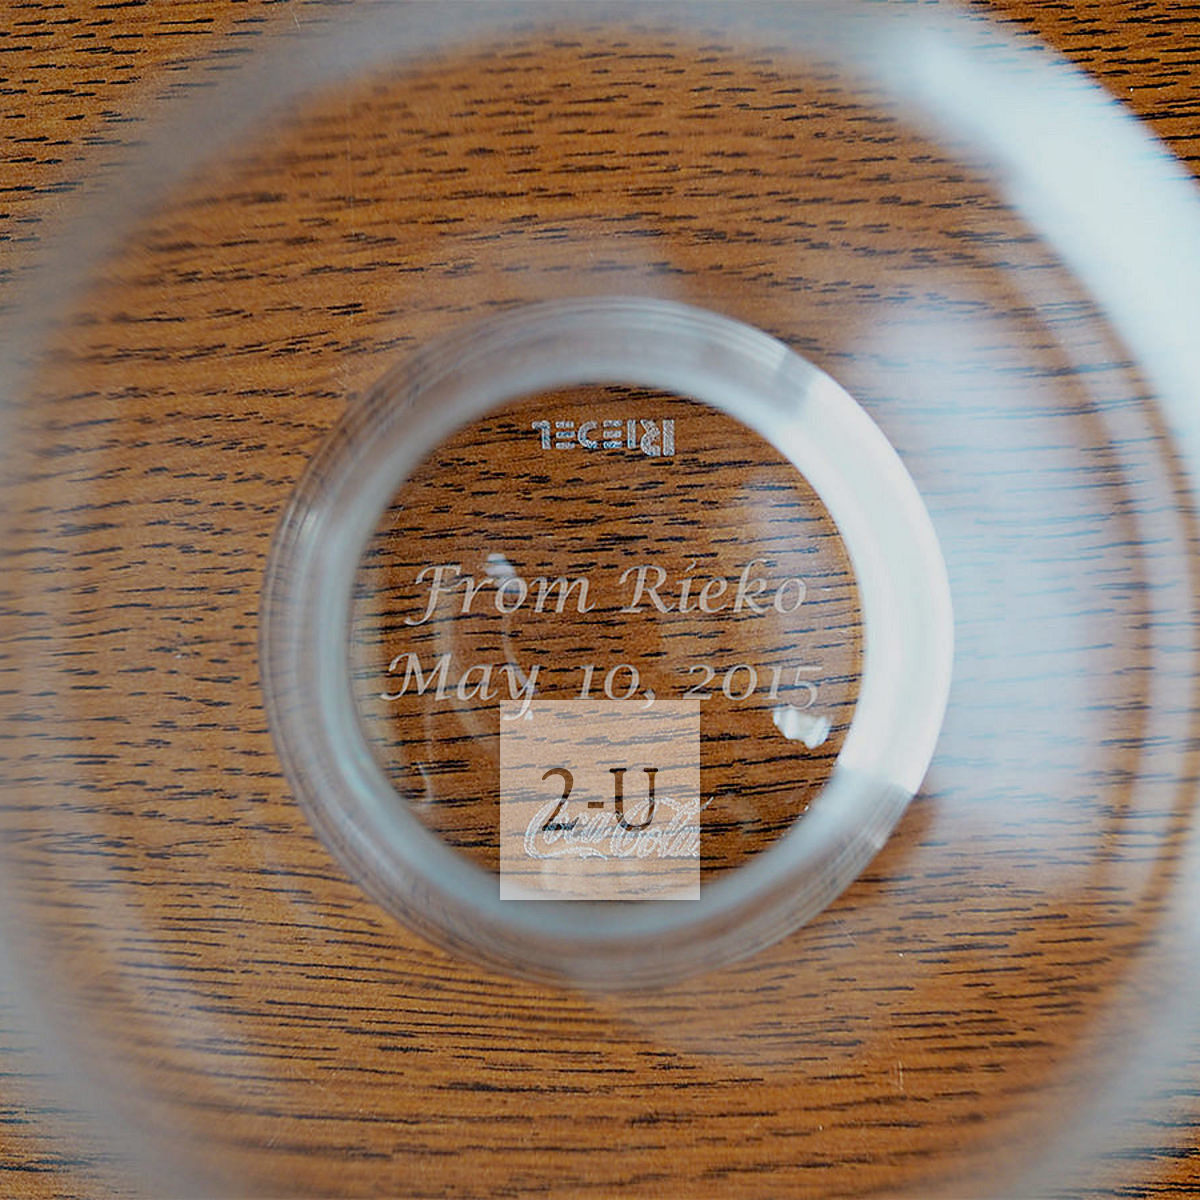 RIEDEL
From Rieko
May 10, 2015
2-U
Coca-Cola